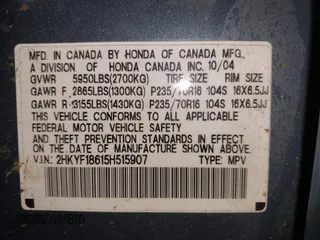 MFD. IN CANADA BY HONDA OF CANADA MFG.,
A DIVISION OF HONDA CANADA INC. 10/04
GVWR 5950LBS(2700KG) TIRE SIZE RIM SIZE
GAWR F 2865LBS(1300KG) P235/70R16 104S 16X6.5JJ
GAWR R 3155LBS(1430KG) P235/70R16 104S 16X6.5JJ
THIS VEHICLE CONFORMS TO ALL APPLICABLE
FEDERAL MOTOR VEHICLE SAFETY
AND THEFT PREVENTION STANDARDS IN EFFECT
ON THE DATE OF MANUFACTURE SHOWN ABOVE.
V.I.N.: 2HKYF18615H515907 TYPE: MPV